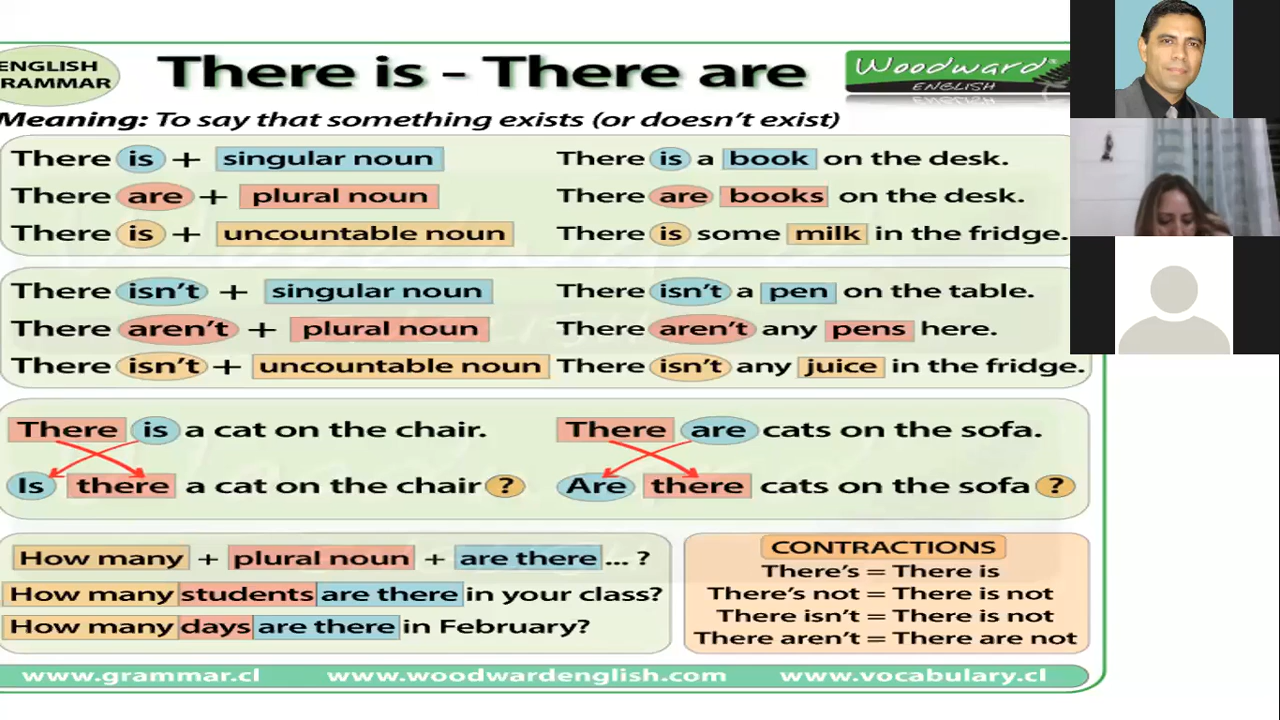 ENGLISH
GRAMMAR
There is - There are
Woodward®
ENGLISH
Meaning: To say that something exists (or doesn't exist)
There is + singular noun
There is a book on the desk.
There are + plural noun
There are books on the desk.
There is + uncountable noun
There is some milk in the fridge.
There isn't + singular noun
There isn't a pen on the table.
There aren't + plural noun
There aren't any pens here.
There isn't + uncountable noun
There isn't any juice in the fridge.
There is a cat on the chair.
There are cats on the sofa.
Is there a cat on the chair ?
Are there cats on the sofa ?
How many + plural noun + are there ... ?
How many students are there in your class?
How many days are there in February?
CONTRACTIONS
There's = There is
There's not = There is not
There isn't = There is not
There aren't = There are not
www.grammar.cl
www.woodwardenglish.com
www.vocabulary.cl